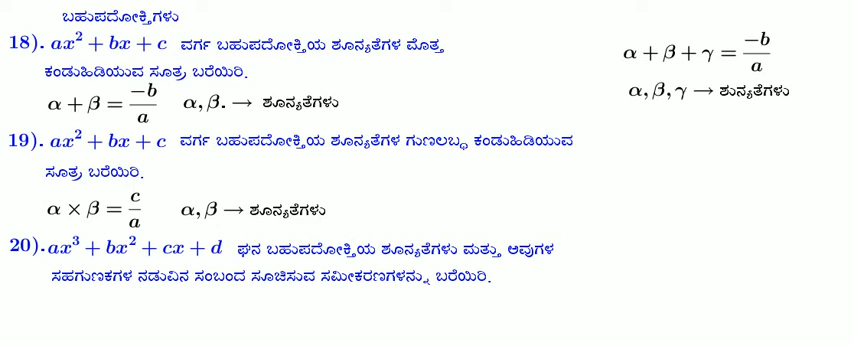 ಬಹುಪದೋಕ್ತಿಗಳು
18). ax² + bx + c ವರ್ಗ ಬಹುಪದೋಕ್ತಿಯ ಶೂನ್ಯತೆಗಳ ಮೊತ್ತ
ಕಂಡುಹಿಡಿಯುವ ಸೂತ್ರ ಬರೆಯಿರಿ.
α + β = -b/a α, β. → ಶೂನ್ಯತೆಗಳು
19). ax² + bx + c ವರ್ಗ ಬಹುಪದೋಕ್ತಿಯ ಶೂನ್ಯತೆಗಳ ಗುಣಲಬ್ಧ ಕಂಡುಹಿಡಿಯುವ
ಸೂತ್ರ ಬರೆಯಿರಿ.
α × β = c/a α, β → ಶೂನ್ಯತೆಗಳು
20). ax³ + bx² + cx + d ಘನ ಬಹುಪದೋಕ್ತಿಯ ಶೂನ್ಯತೆಗಳು ಮತ್ತು ಅವುಗಳ
ಸಹಗುಣಕಗಳ ನಡುವಿನ ಸಂಬಂದ ಸೂಚಿಸುವ ಸಮೀಕರಣಗಳನ್ನು ಬರೆಯಿರಿ.
α + β + γ = -b/a
α, β, γ → ಶುನ್ಯತೆಗಳು